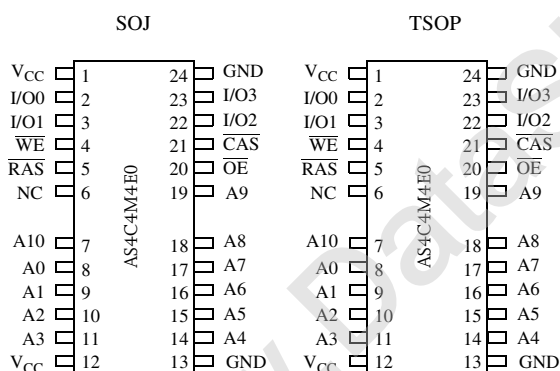 SOJ TSOP
VCC 1 24 GND VCC 1 24 GND
I/O0 2 23 I/O3 I/O0 2 23 I/O3
I/O1 3 22 I/O2 I/O1 3 22 I/O2
WE 4 21 CAS WE 4 21 CAS
RAS 5 20 OE RAS 5 20 OE
NC 6 19 A9 NC 6 19 A9
AS4C4M4E0 AS4C4M4E0
A10 7 18 A8 A10 7 18 A8
A0 8 17 A7 A0 8 17 A7
A1 9 16 A6 A1 9 16 A6
A2 10 15 A5 A2 10 15 A5
A3 11 14 A4 A3 11 14 A4
VCC 12 13 GND VCC 12 13 GND